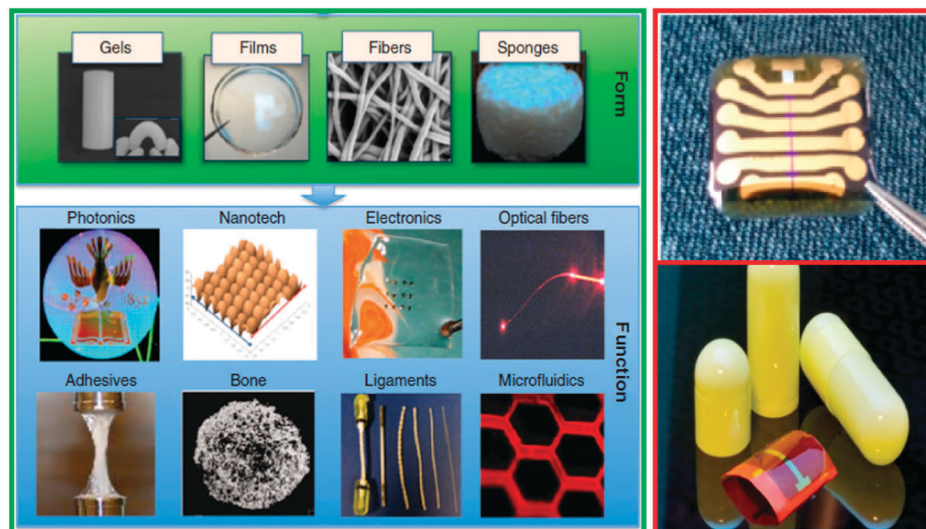 Gels Films Fibers Sponges
Form
Photonics Nanotech Electronics Optical fibers
Adhesives Bone Ligaments Microfluidics
Function